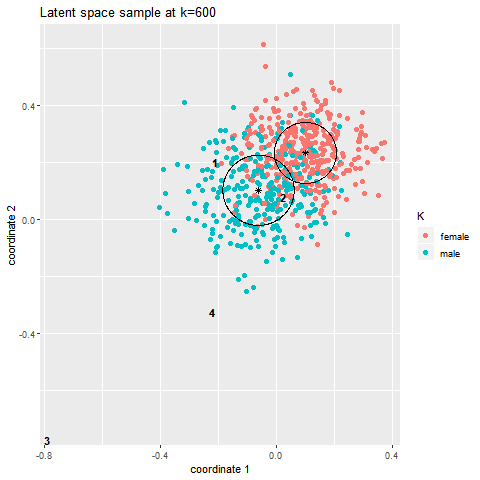 Latent space sample at k=600
coordinate 2
0.4
0.0
-0.4
1
2
4
3
-0.8
-0.4
0.0
0.4
coordinate 1
K
female
male